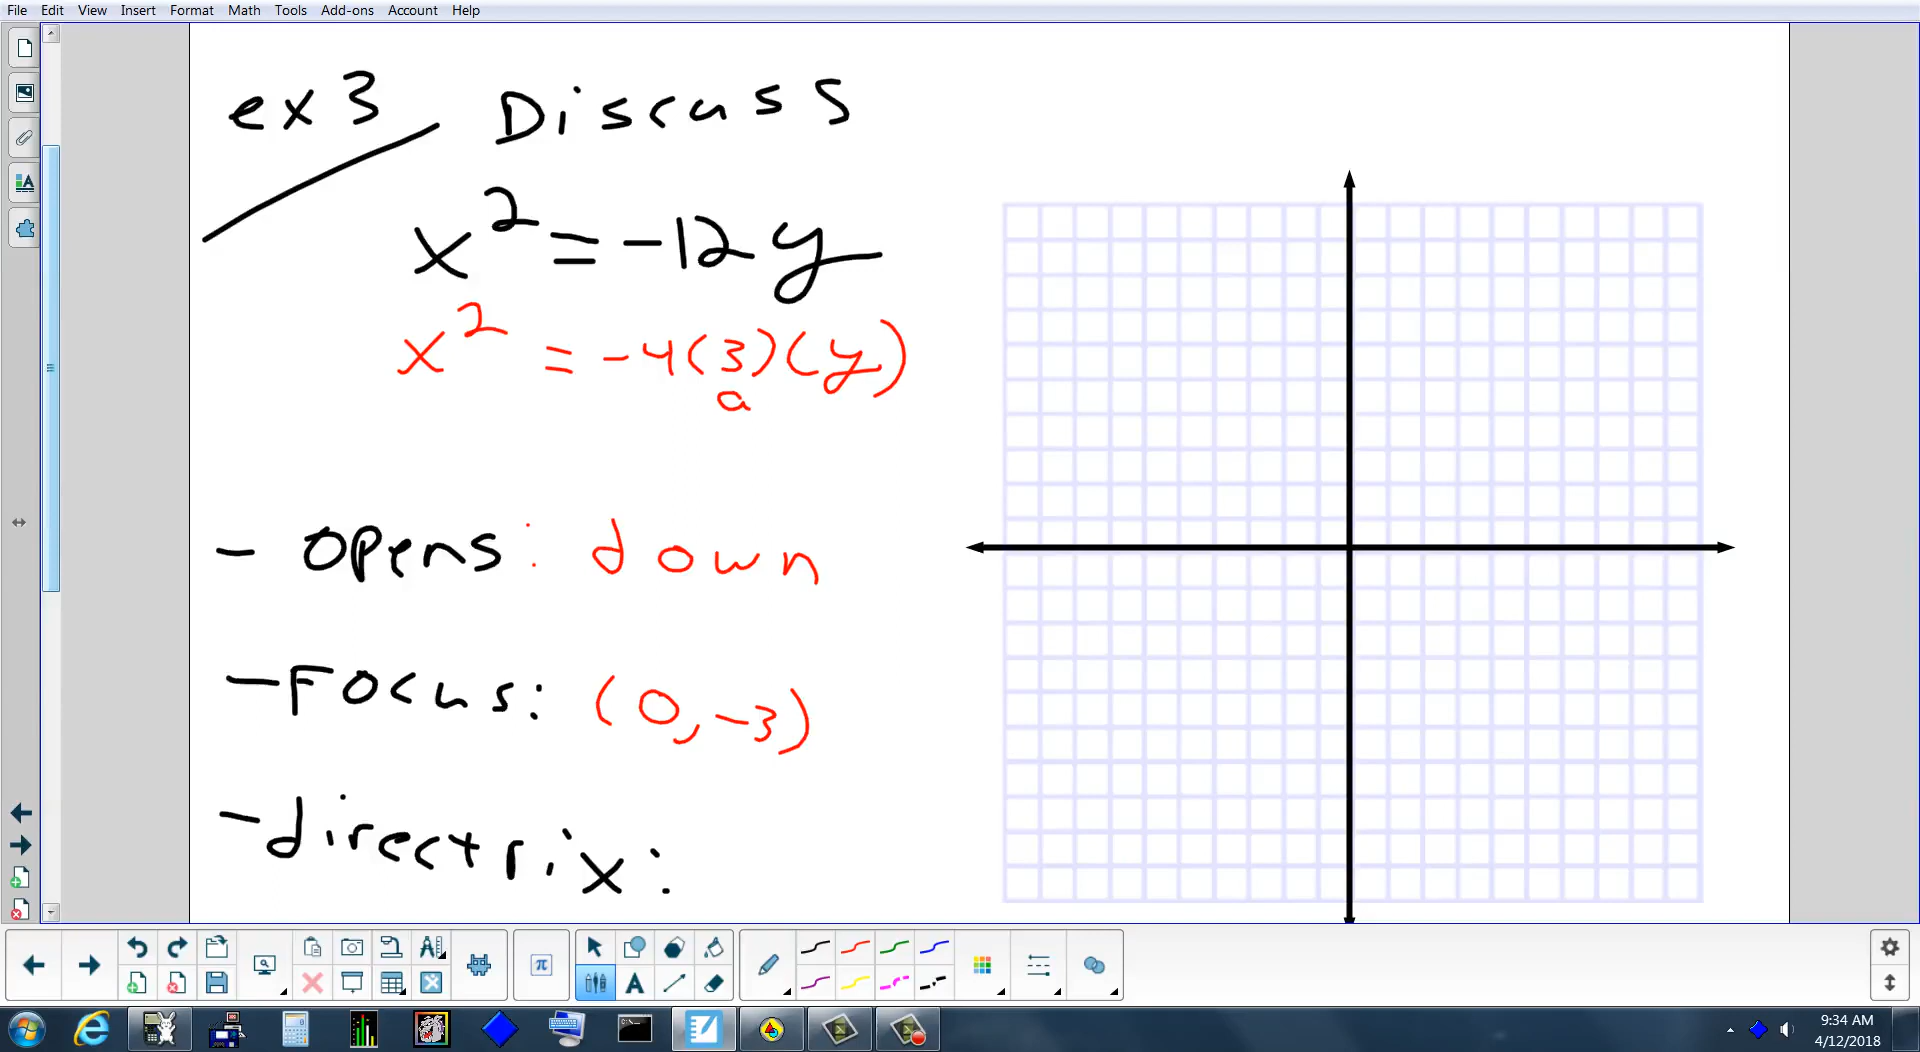 File Edit View Insert Format Math Tools Add-ons Account Help
ex 3 Discuss
x² = -12y
x² = -4(3)(y)
a
- Opens: down
- Focus: (0, -3)
- directrix:
π
A
9:34 AM
4/12/2018